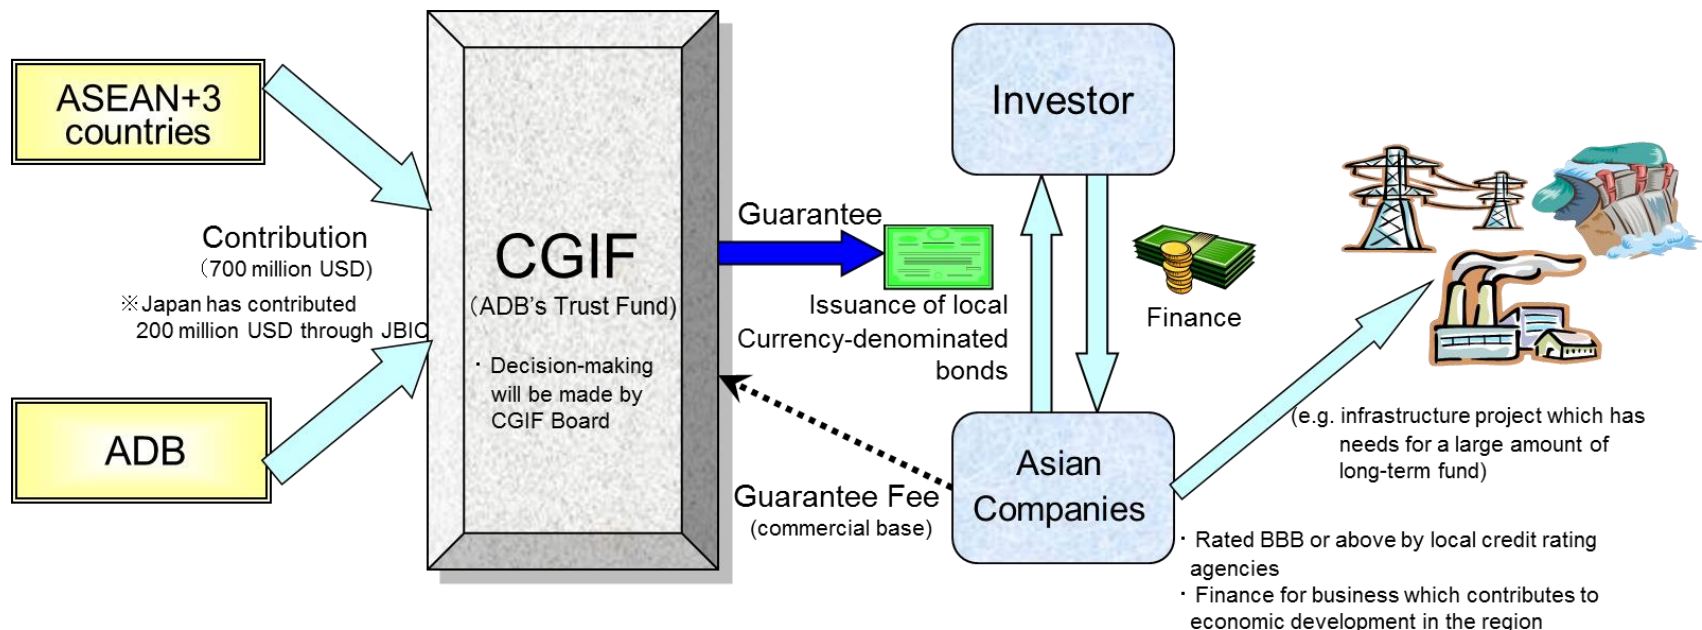 ASEAN+3
countries
Contribution
(700 million USD)
※Japan has contributed
200 million USD through JBIC
ADB
CGIF
(ADB's Trust Fund)
・Decision-making
will be made by
CGIF Board
Guarantee
Issuance of local
Currency-denominated
bonds
Guarantee Fee
(commercial base)
Investor
Finance
Asian
Companies
(e.g. infrastructure project which has
needs for a large amount of
long-term fund)
・Rated BBB or above by local credit rating
agencies
・Finance for business which contributes to
economic development in the region